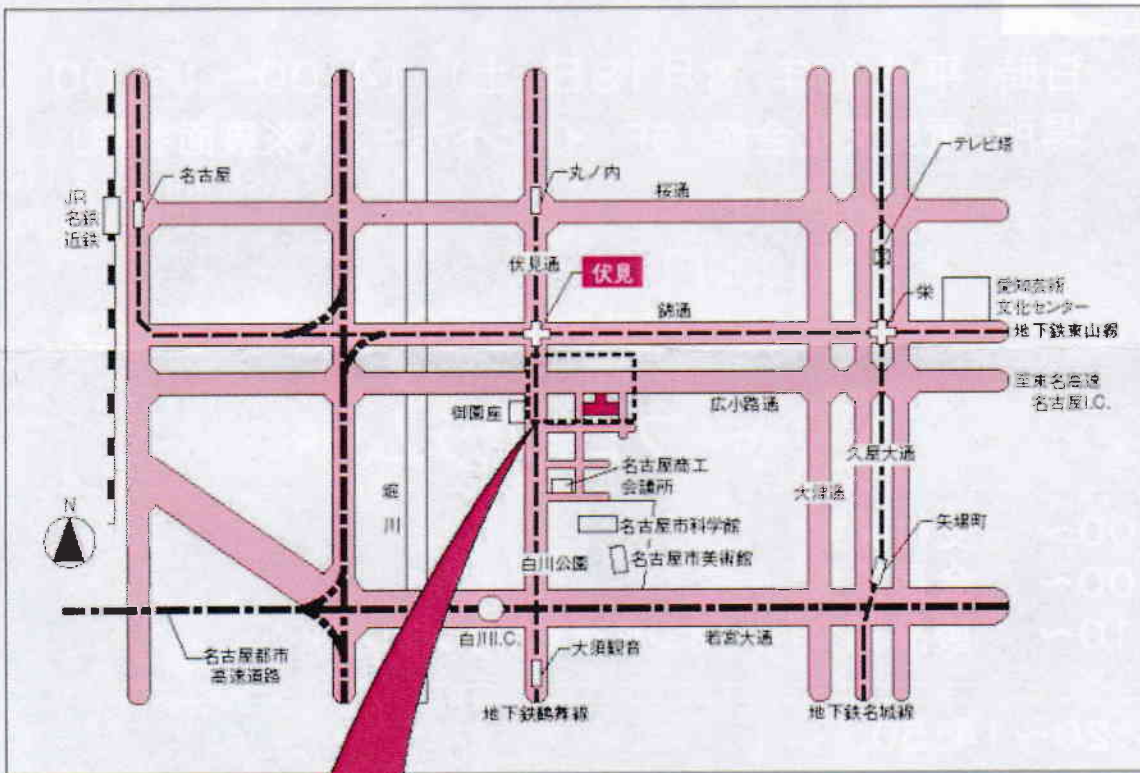 名古屋
丸ノ内
テレビ塔
JR
名鉄
近鉄
桜通
伏見通
伏見
栄
愛知芸術
文化センター
錦通
地下鉄東山線
至東名高速
名古屋I.C.
広小路通
御園座
久屋大通
名古屋商工
会議所
大津通
堀
川
N
矢場町
名古屋市科学館
白川公園
名古屋市美術館
白川I.C.
若宮大通
大須観音
名古屋都市
高速道路
地下鉄鶴舞線
地下鉄名城線